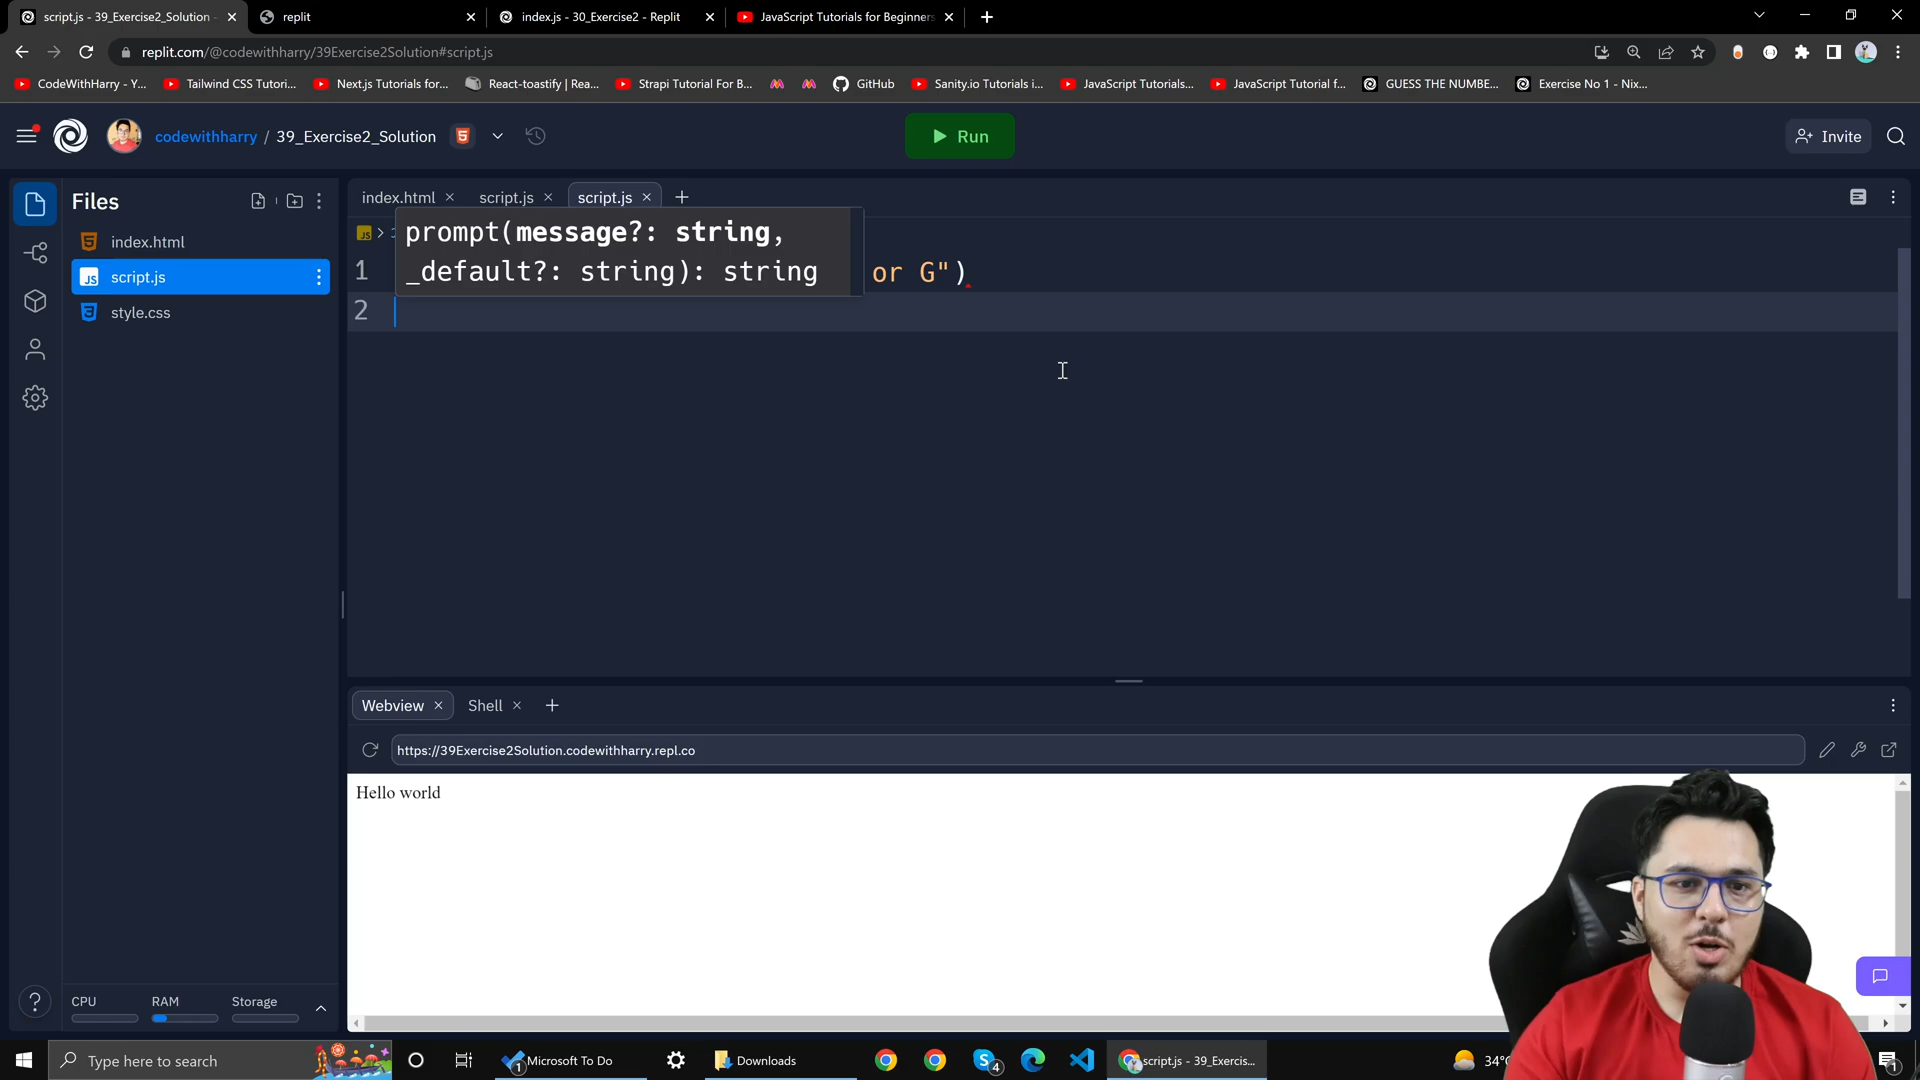 script.js - 39_Exercise2_Solution -
replit
index.js - 30_Exercise2 - Replit
JavaScript Tutorials for Beginners
replit.com/@codewithharry/39Exercise2Solution#script.js
CodeWithHarry - Y...
Tailwind CSS Tutori...
Next.js Tutorials for...
React-toastify | Rea...
Strapi Tutorial For B...
GitHub
Sanity.io Tutorials i...
JavaScript Tutorials...
JavaScript Tutorial f...
GUESS THE NUMBE...
Exercise No 1 - Nix...
codewithharry / 39_Exercise2_Solution
Run
Invite
Files
index.html
script.js
style.css
index.html
script.js
script.js
JS
prompt(message?: string,
_default?: string): string
1
or G")
2
Webview
Shell
https://39Exercise2Solution.codewithharry.repl.co
Hello world
CPU
RAM
Storage
Type here to search
1
Microsoft To Do
Downloads
4
script.js - 39_Exercis...
34°C
1